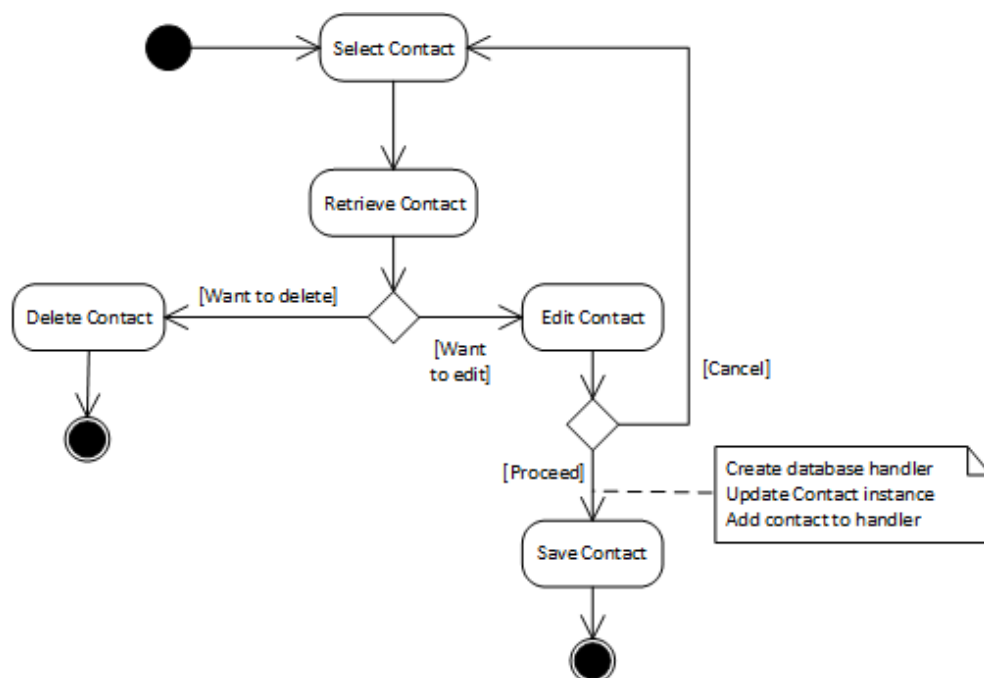 Select Contact
Retrieve Contact
[Want to delete]
Delete Contact
Edit Contact
[Want
to edit]
[Cancel]
[Proceed]
Create database handler
Update Contact instance
Add contact to handler
Save Contact